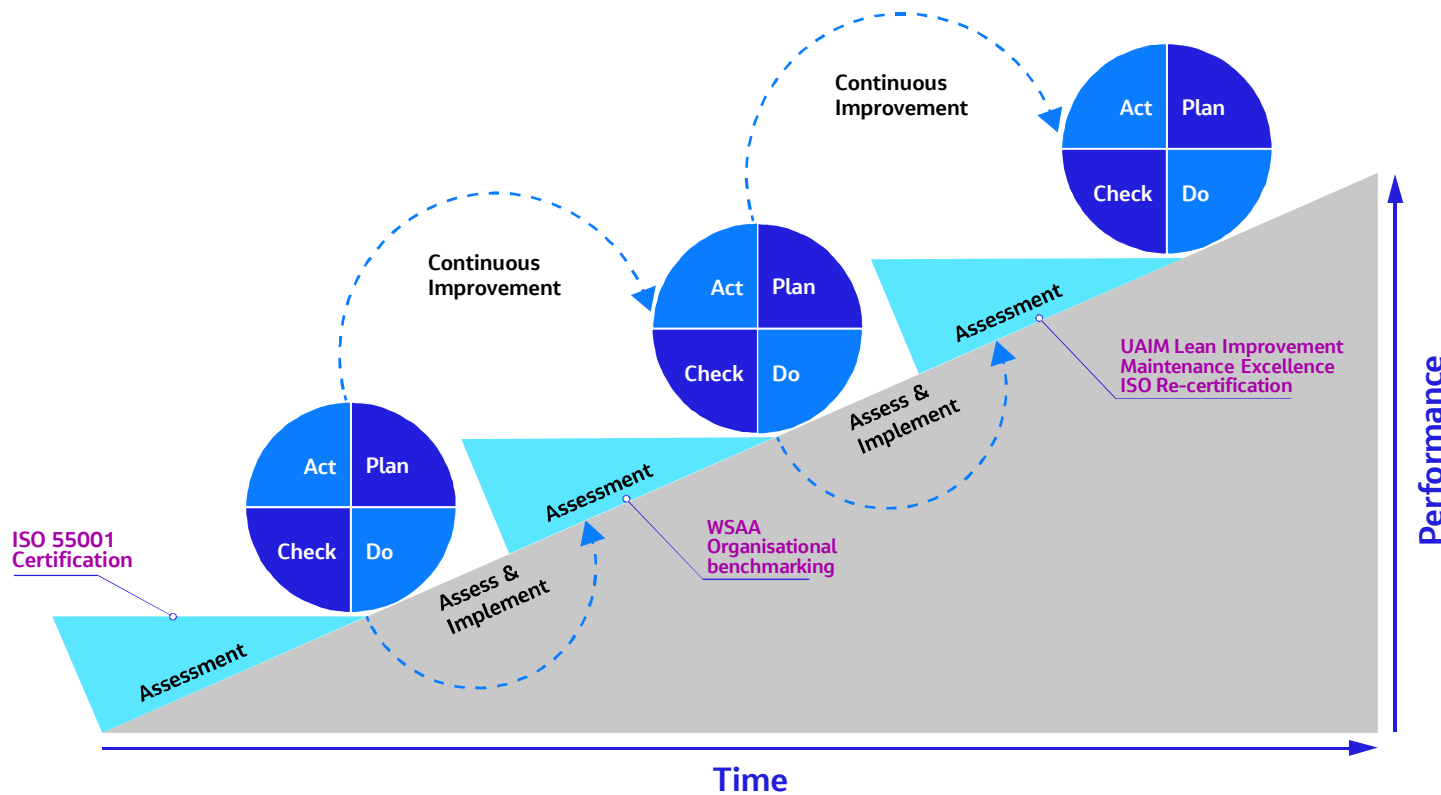 Continuous
Improvement
Act
Plan
Check
Do
Continuous
Improvement
Act
Plan
Check
Do
Assessment
UAIM Lean Improvement
Maintenance Excellence
ISO Re-certification
Assess &
Implement
Performance
Act
Plan
Check
Do
Assessment
WSAA
Organisational
benchmarking
ISO 55001
Certification
Assess &
Implement
Assessment
Time